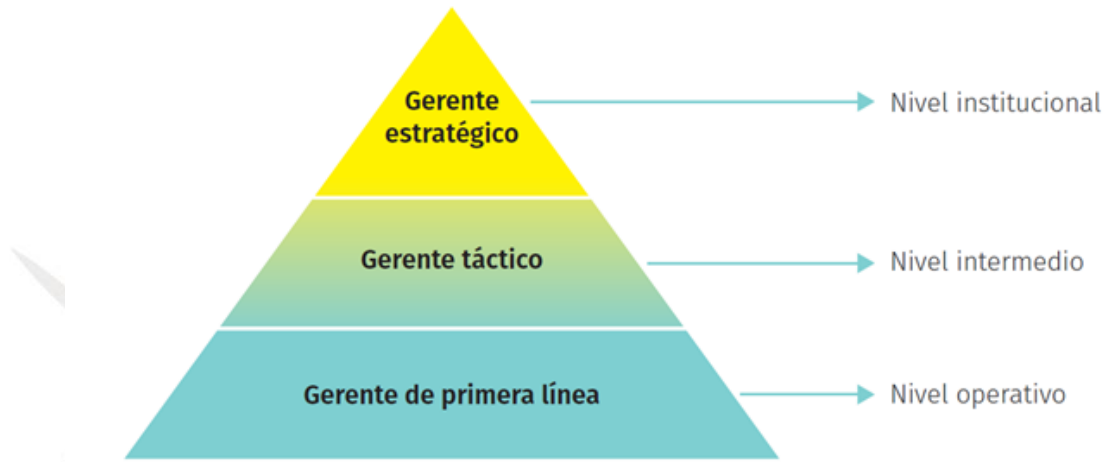 Gerente
estratégico
Nivel institucional
Gerente táctico
Nivel intermedio
Gerente de primera línea
Nivel operativo